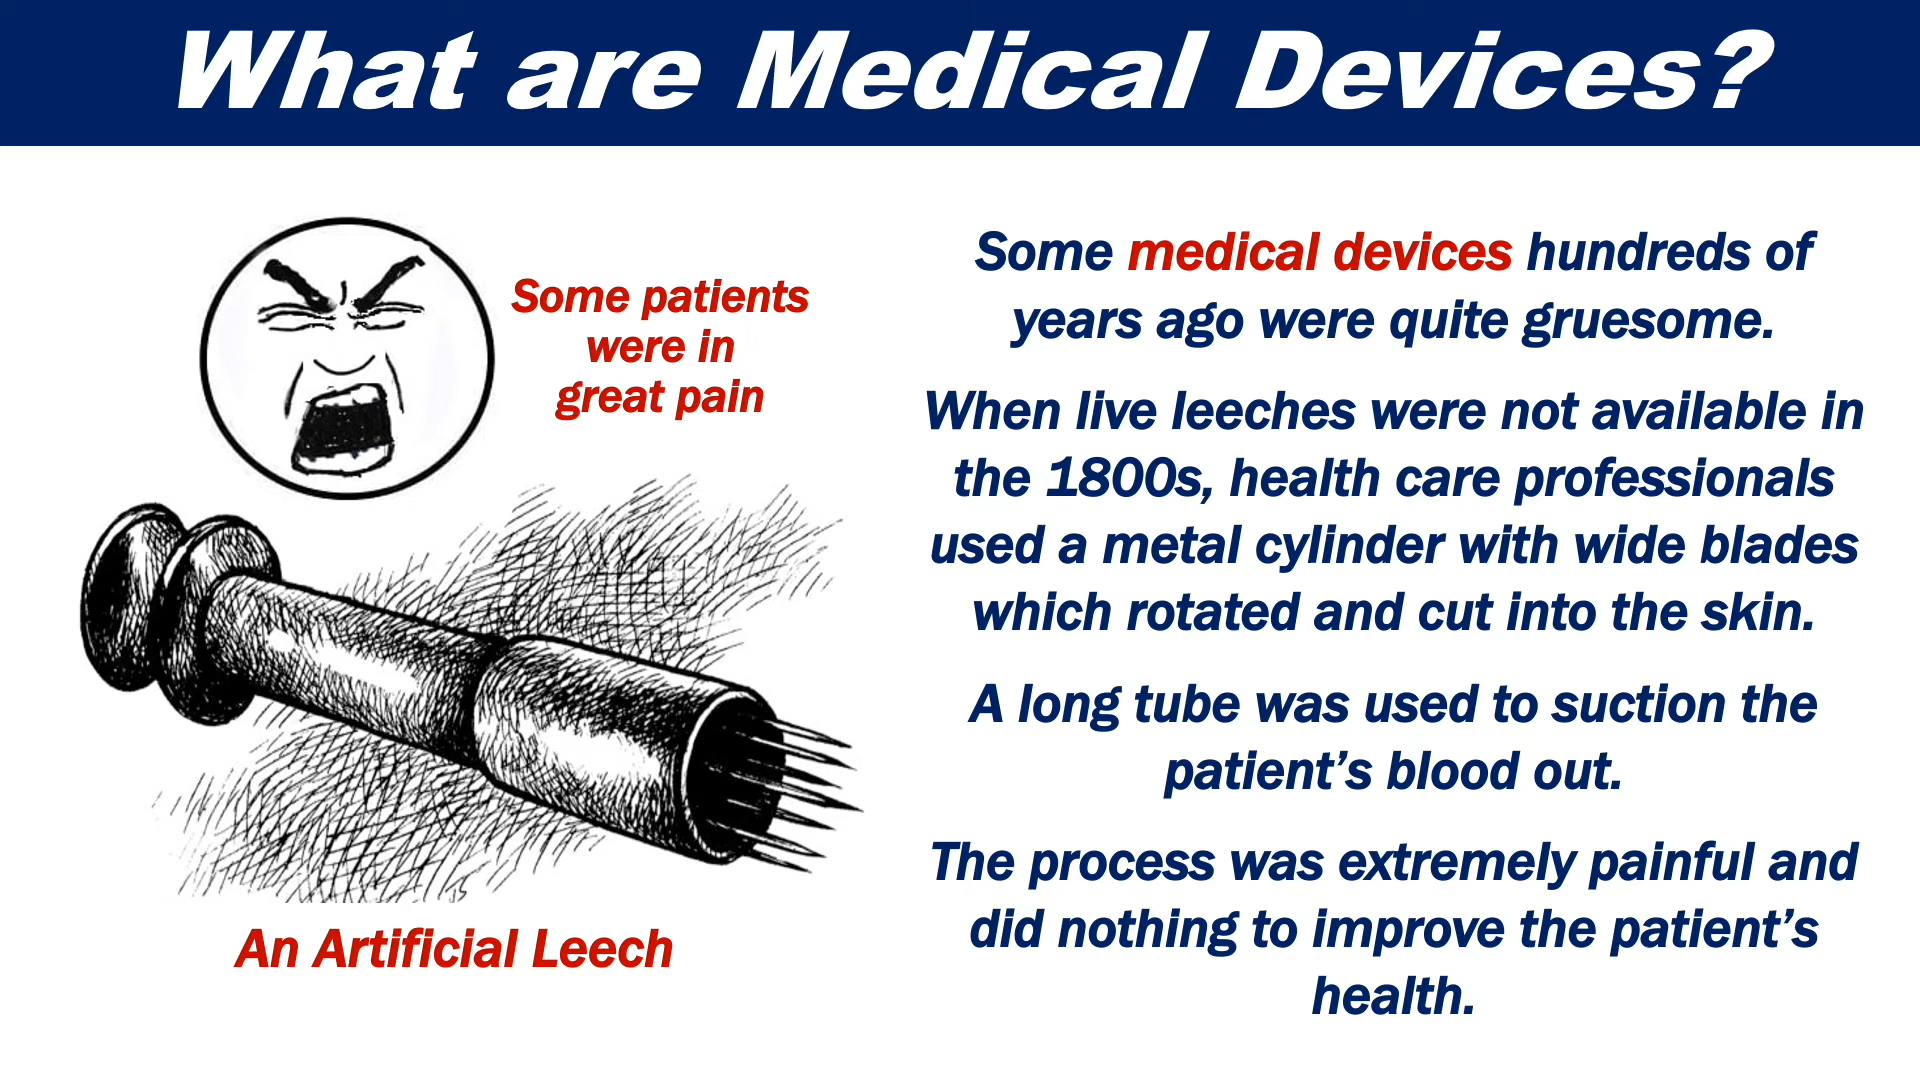 What are Medical Devices?
Some patients
were in
great pain
An Artificial Leech
Some medical devices hundreds of
years ago were quite gruesome.
When live leeches were not available in
the 1800s, health care professionals
used a metal cylinder with wide blades
which rotated and cut into the skin.
A long tube was used to suction the
patient’s blood out.
The process was extremely painful and
did nothing to improve the patient’s
health.